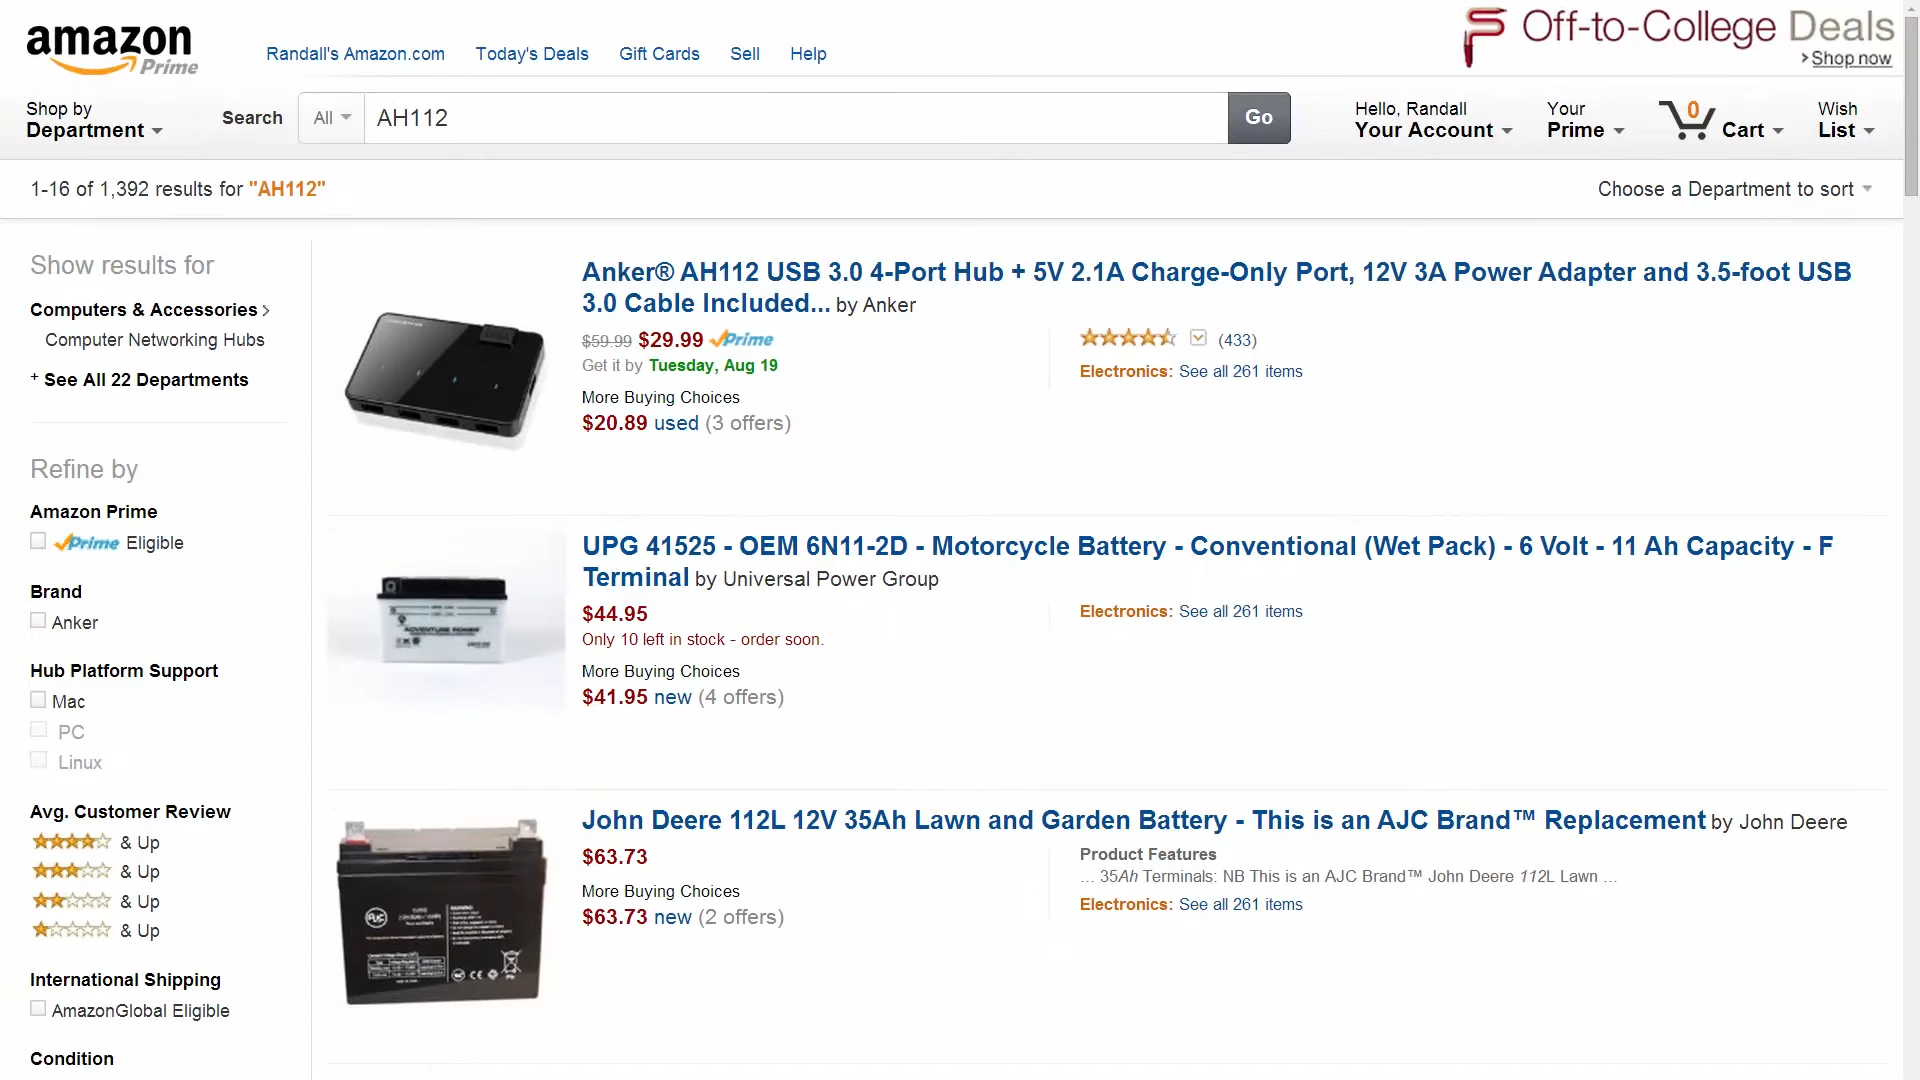 amazon
Prime
Randall's Amazon.com Today's Deals Gift Cards Sell Help
Off-to-College Deals
Shop now
Shop by
Department
Search All AH112 Go
Hello, Randall
Your Account
Your
Prime
0
Cart
Wish
List
1-16 of 1,392 results for "AH112"
Choose a Department to sort
Show results for
Computers & Accessories
Computer Networking Hubs
+ See All 22 Departments
Refine by
Amazon Prime
Prime Eligible
Brand
Anker
Hub Platform Support
Mac
PC
Linux
Avg. Customer Review
& Up
& Up
& Up
& Up
International Shipping
AmazonGlobal Eligible
Condition
Anker® AH112 USB 3.0 4-Port Hub + 5V 2.1A Charge-Only Port, 12V 3A Power Adapter and 3.5-foot USB
3.0 Cable Included... by Anker
$59.99 $29.99 Prime
Get it by Tuesday, Aug 19
More Buying Choices
$20.89 used (3 offers)
(433)
Electronics: See all 261 items
UPG 41525 - OEM 6N11-2D - Motorcycle Battery - Conventional (Wet Pack) - 6 Volt - 11 Ah Capacity - F
Terminal by Universal Power Group
$44.95
Only 10 left in stock - order soon.
More Buying Choices
$41.95 new (4 offers)
Electronics: See all 261 items
ADVENTURE POWER
John Deere 112L 12V 35Ah Lawn and Garden Battery - This is an AJC Brand™ Replacement by John Deere
$63.73
More Buying Choices
$63.73 new (2 offers)
Product Features
... 35Ah Terminals: NB This is an AJC Brand™ John Deere 112L Lawn ...
Electronics: See all 261 items
AJC